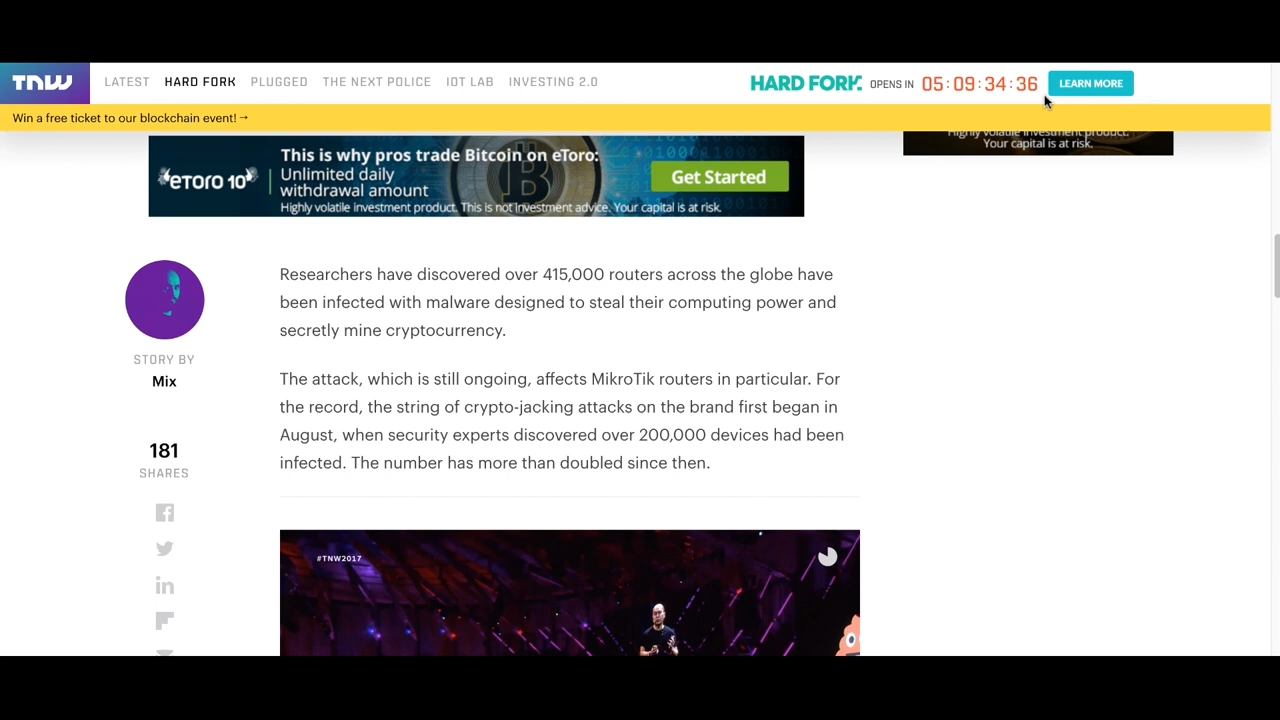 TNW LATEST HARD FORK PLUGGED THE NEXT POLICE IOT LAB INVESTING 2.0 HARD FORK. OPENS IN 05:09:34:36 LEARN MORE
Win a free ticket to our blockchain event! →
Highly volatile investment product.
Your capital is at risk.
eToro 10
This is why pros trade Bitcoin on eToro:
Unlimited daily
withdrawal amount
Highly volatile investment product. This is not investment advice. Your capital is at risk.
Get Started
STORY BY
Mix
181
SHARES
Researchers have discovered over 415,000 routers across the globe have
been infected with malware designed to steal their computing power and
secretly mine cryptocurrency.
The attack, which is still ongoing, affects MikroTik routers in particular. For
the record, the string of crypto-jacking attacks on the brand first began in
August, when security experts discovered over 200,000 devices had been
infected. The number has more than doubled since then.
#TNW2017